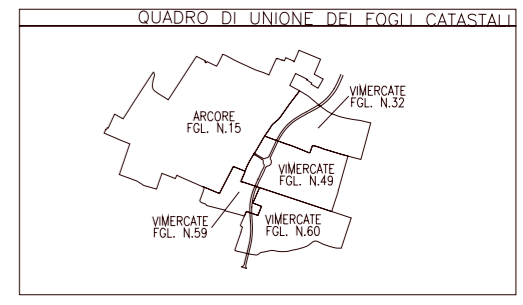 QUADRO DI UNIONE DEI FOGLI CATASTALI
VIMERCATE
FGL. N.32
ARCORE
FGL. N.15
VIMERCATE
FGL. N.49
VIMERCATE
FGL. N.59
VIMERCATE
FGL. N.60